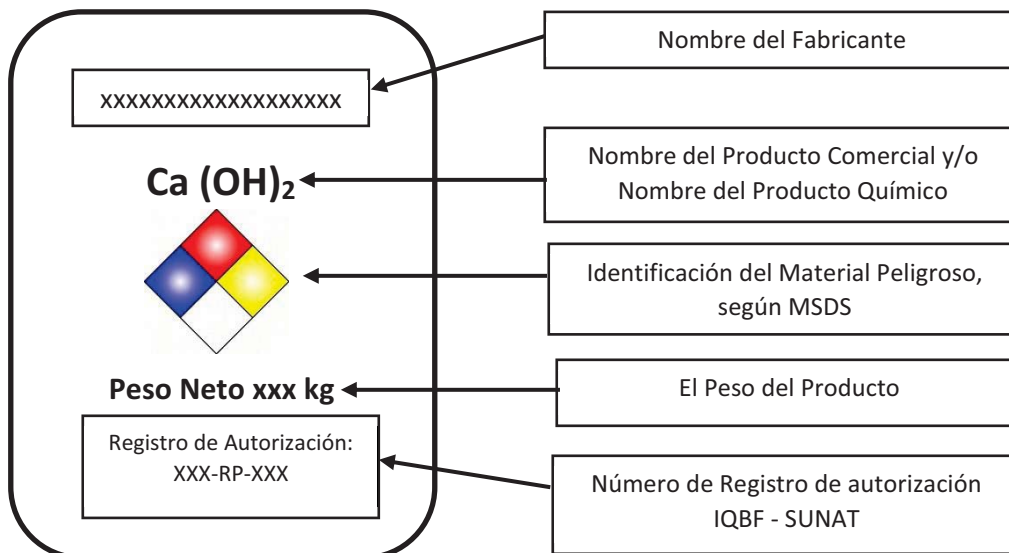 Nombre del Fabricante
xxxxxxxxxxxxxxxxxxx
Nombre del Producto Comercial y/o
Nombre del Producto Químico
Ca (OH)₂
Identificación del Material Peligroso,
según MSDS
Peso Neto xxx kg
El Peso del Producto
Registro de Autorización:
XXX-RP-XXX
Número de Registro de autorización
IQBF - SUNAT